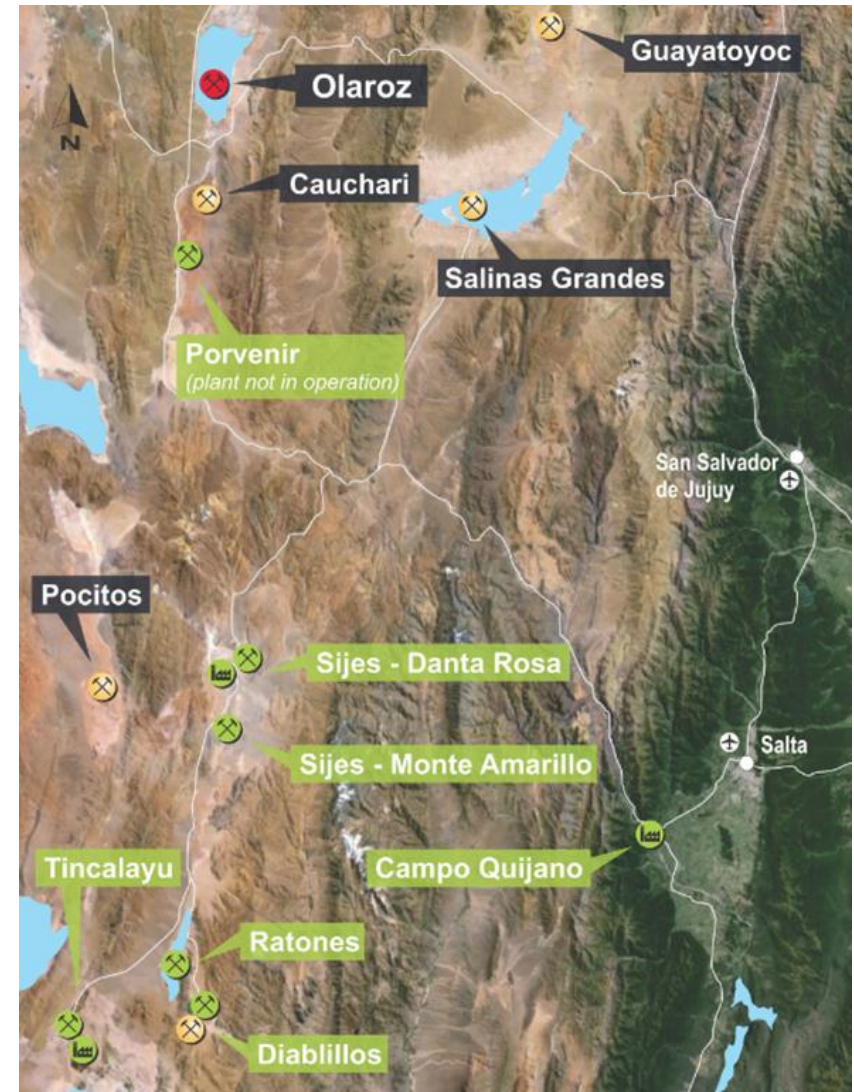 Guayatoyoc
Olaroz
N
Cauchari
Salinas Grandes
Porvenir
(plant not in operation)
San Salvador
de Jujuy
Pocitos
Sijes - Danta Rosa
Salta
Sijes - Monte Amarillo
Tincalayu
Campo Quijano
Ratones
Diablillos